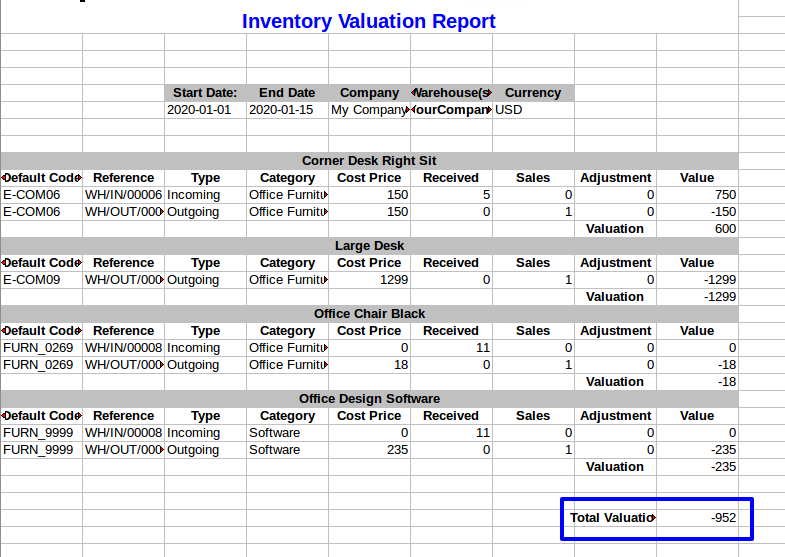 Inventory Valuation Report
Start Date: End Date Company Warehouse(s Currency
2020-01-01 2020-01-15 My Company ourCompan USD
Corner Desk Right Sit
Default Code Reference Type Category Cost Price Received Sales Adjustment Value
E-COM06 WH/IN/00006 Incoming Office Furnitu 150 5 0 0 750
E-COM06 WH/OUT/000 Outgoing Office Furnitu 150 0 1 0 -150
Valuation 600
Large Desk
Default Code Reference Type Category Cost Price Received Sales Adjustment Value
E-COM09 WH/OUT/000 Outgoing Office Furnitu 1299 0 1 0 -1299
Valuation -1299
Office Chair Black
Default Code Reference Type Category Cost Price Received Sales Adjustment Value
FURN_0269 WH/IN/00008 Incoming Office Furnitu 0 11 0 0 0
FURN_0269 WH/OUT/000 Outgoing Office Furnitu 18 0 1 0 -18
Valuation -18
Office Design Software
Default Code Reference Type Category Cost Price Received Sales Adjustment Value
FURN_9999 WH/IN/00008 Incoming Software 0 11 0 0 0
FURN_9999 WH/OUT/000 Outgoing Software 235 0 1 0 -235
Valuation -235
Total Valuatio -952